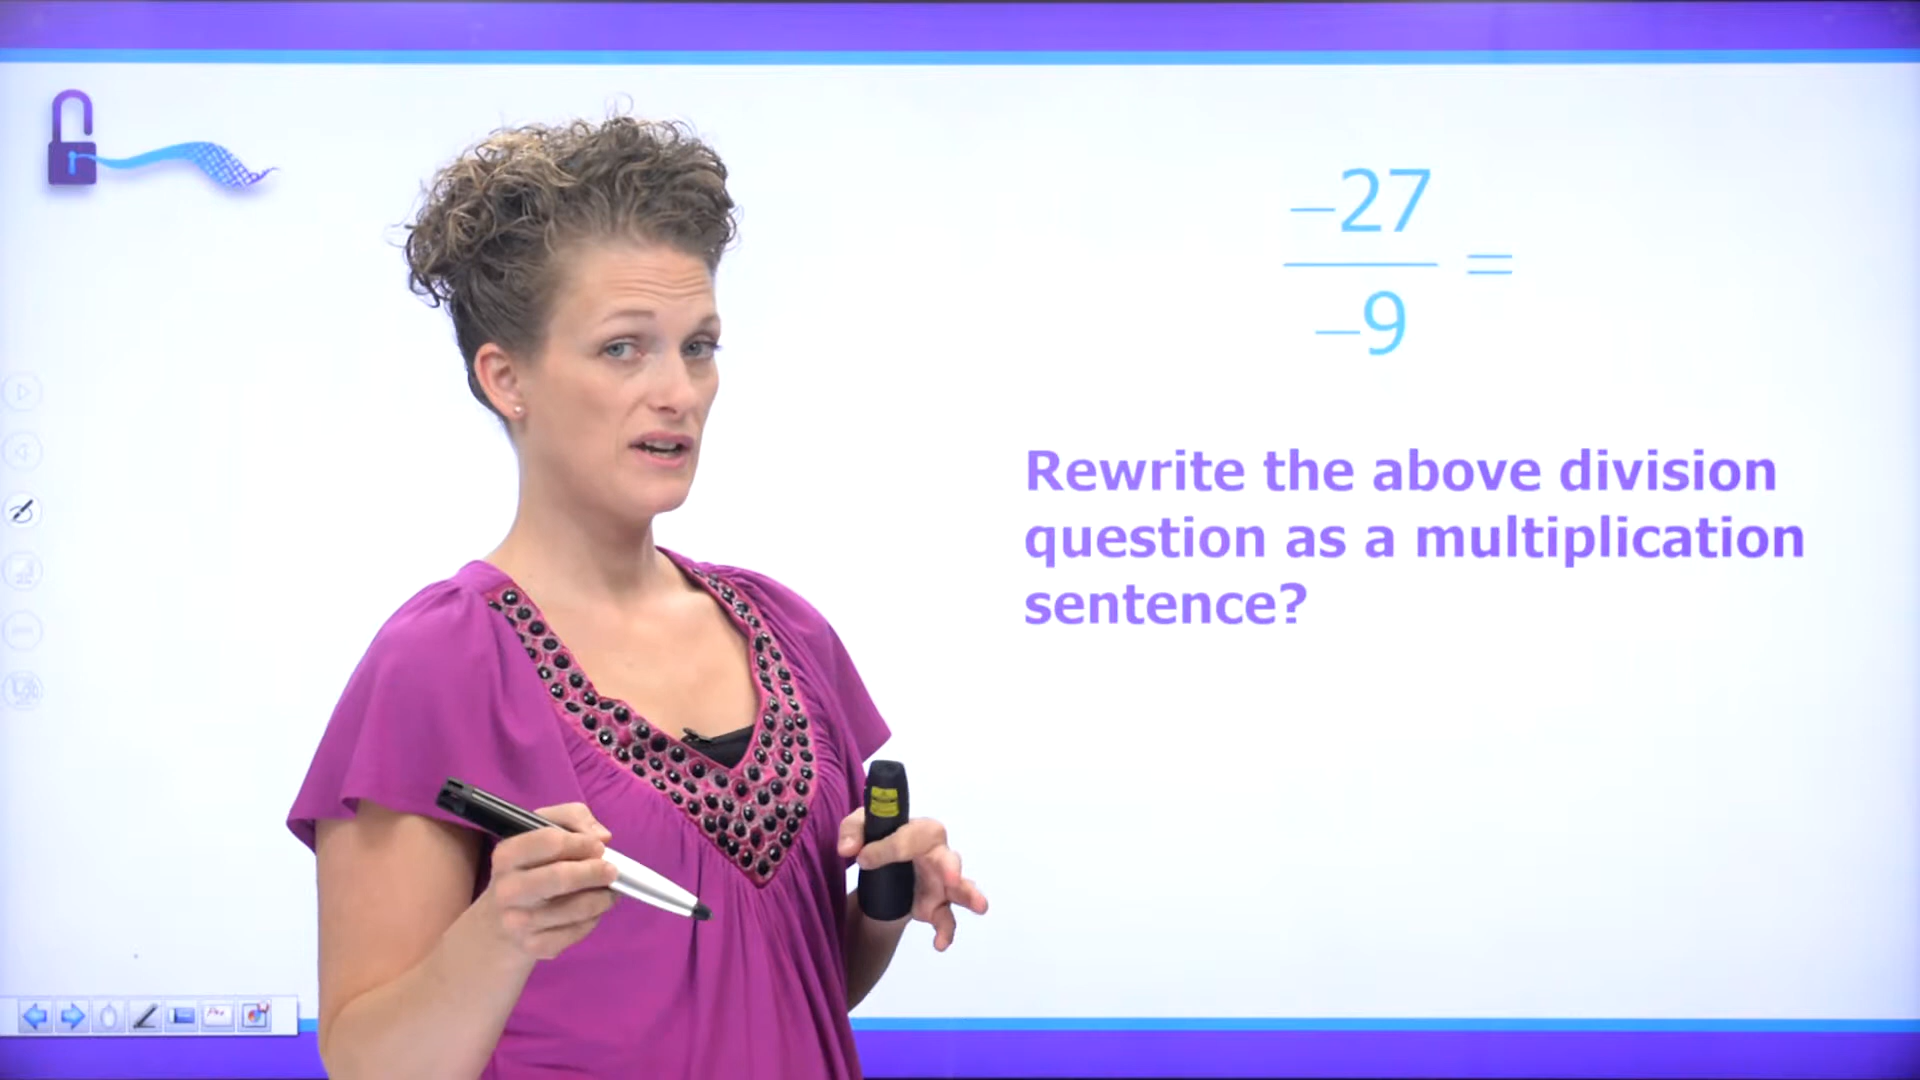 –27
–9
=
Rewrite the above division
question as a multiplication
sentence?